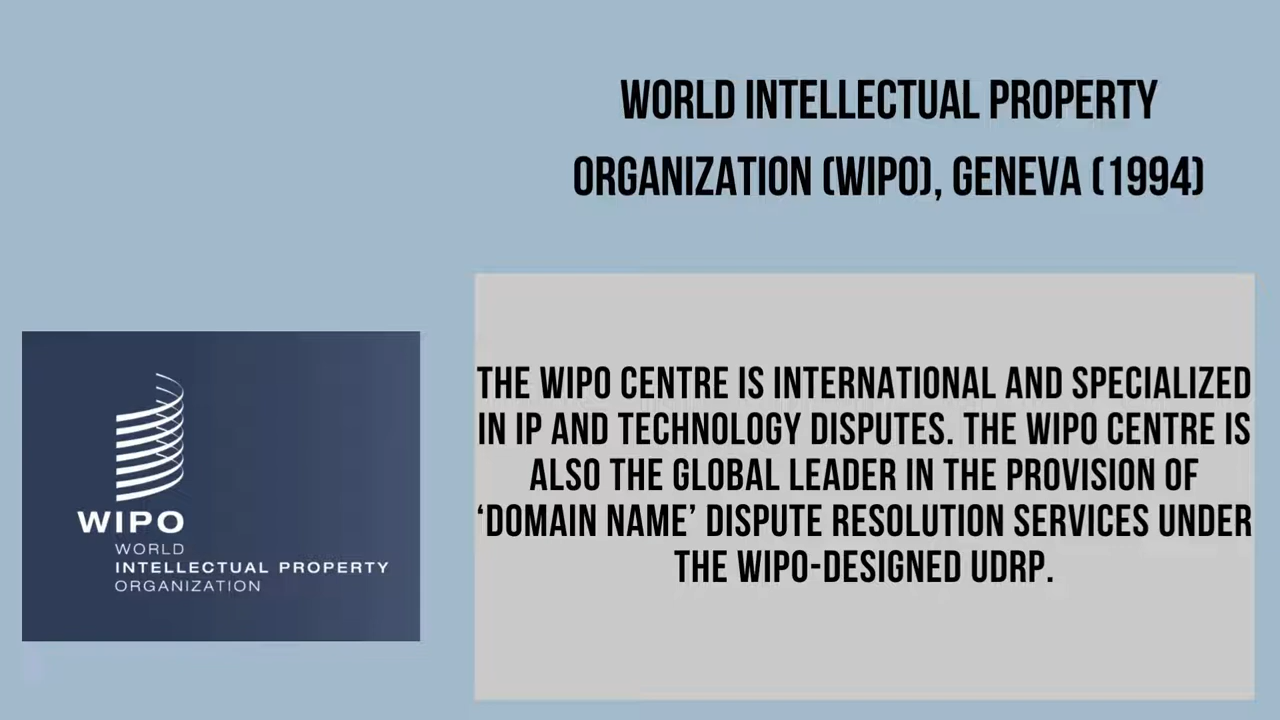 WORLD INTELLECTUAL PROPERTY
ORGANIZATION (WIPO), GENEVA (1994)
WIPO
WORLD
INTELLECTUAL PROPERTY
ORGANIZATION
THE WIPO CENTRE IS INTERNATIONAL AND SPECIALIZED
IN IP AND TECHNOLOGY DISPUTES. THE WIPO CENTRE IS
ALSO THE GLOBAL LEADER IN THE PROVISION OF
‘DOMAIN NAME’ DISPUTE RESOLUTION SERVICES UNDER
THE WIPO-DESIGNED UDRP.